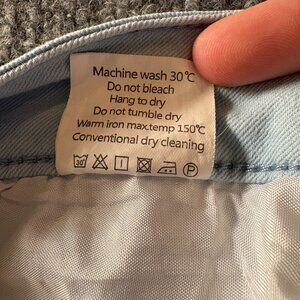 Machine wash 30℃
Do not bleach
Hang to dry
Do not tumble dry
Warm iron max.temp 150℃
Conventional dry cleaning
30 P